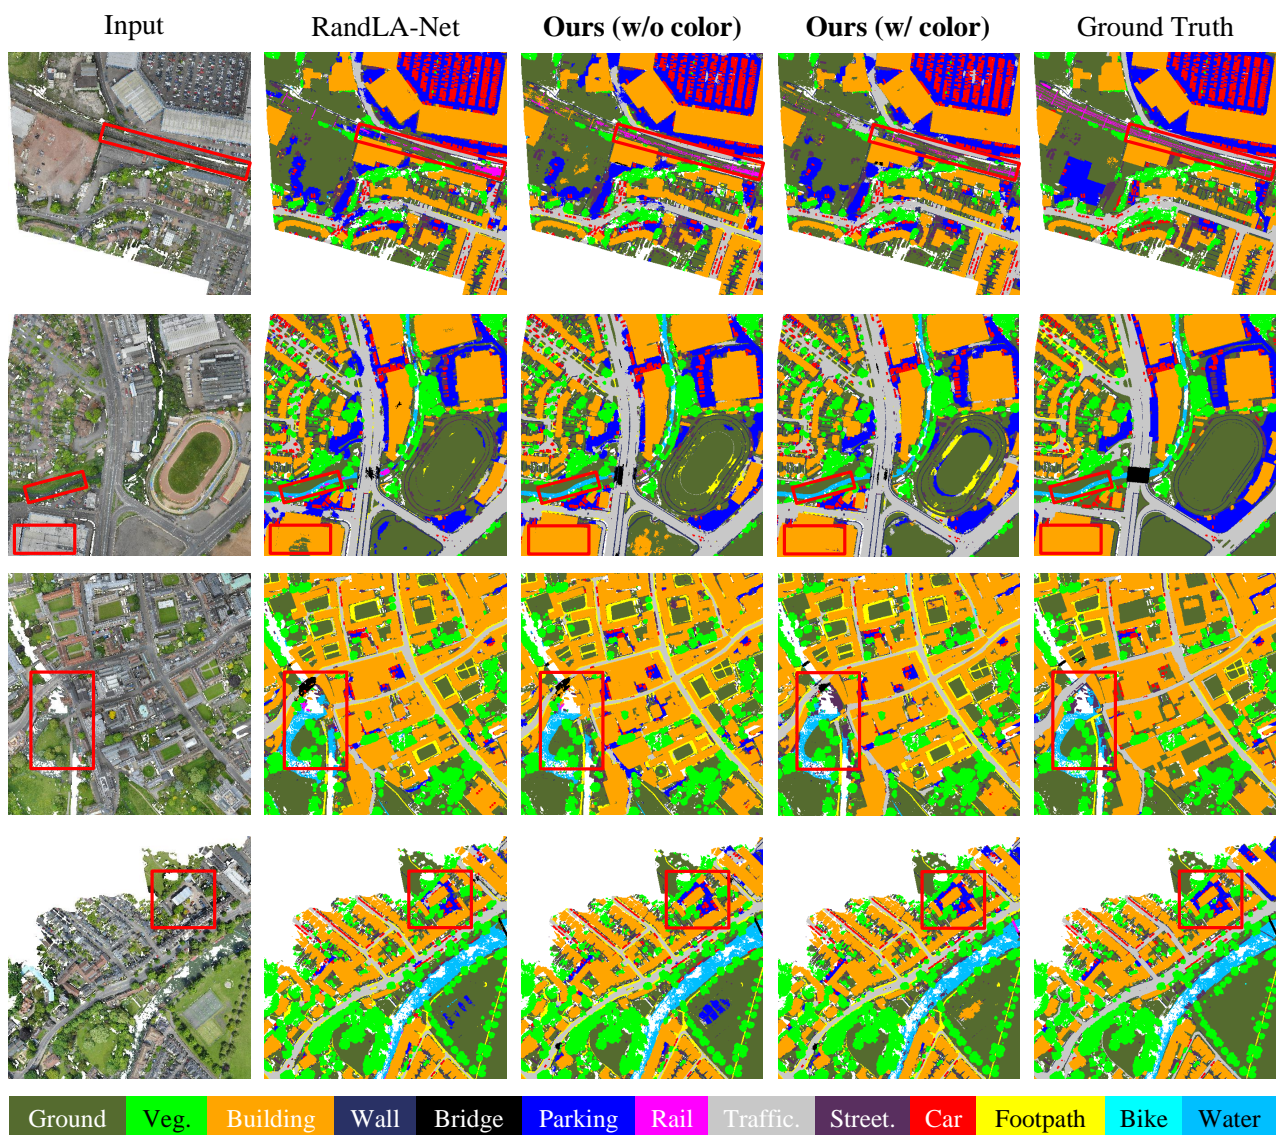 Input RandLA-Net Ours (w/o color) Ours (w/ color) Ground Truth
Ground Veg. Building Wall Bridge Parking Rail Traffic. Street. Car Footpath Bike Water